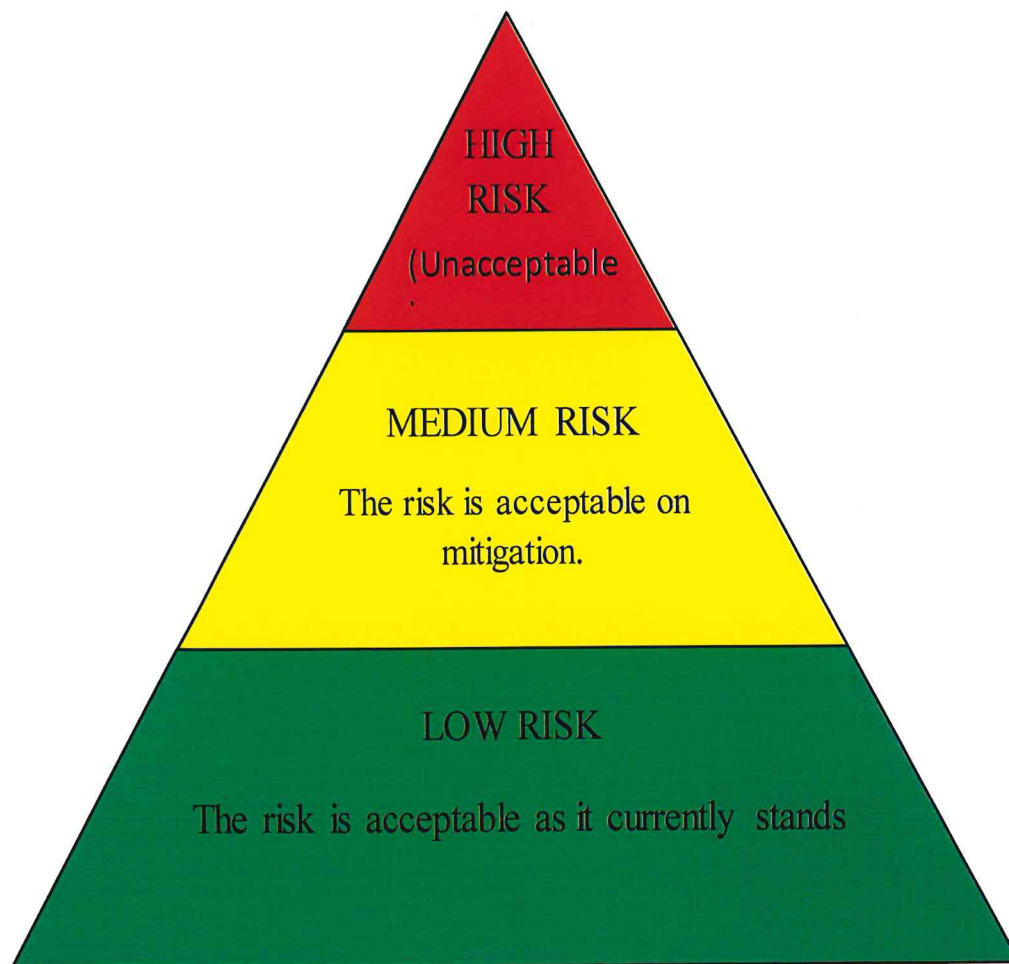 HIGH
RISK
(Unacceptable
MEDIUM RISK
The risk is acceptable on
mitigation.
LOW RISK
The risk is acceptable as it currently stands